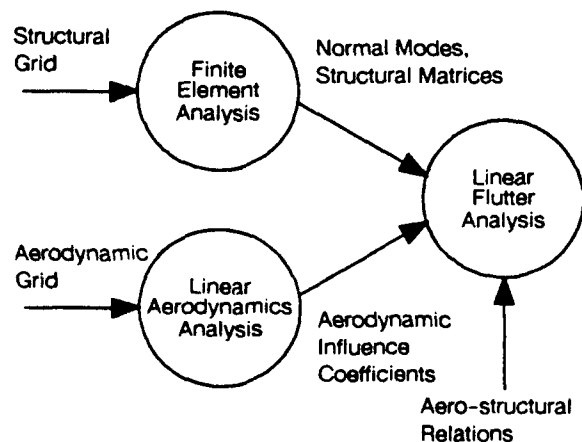 Structural
Grid
Finite
Element
Analysis
Normal Modes,
Structural Matrices
Linear
Flutter
Analysis
Aerodynamic
Grid
Linear
Aerodynamics
Analysis
Aerodynamic
Influence
Coefficients
Aero-structural
Relations